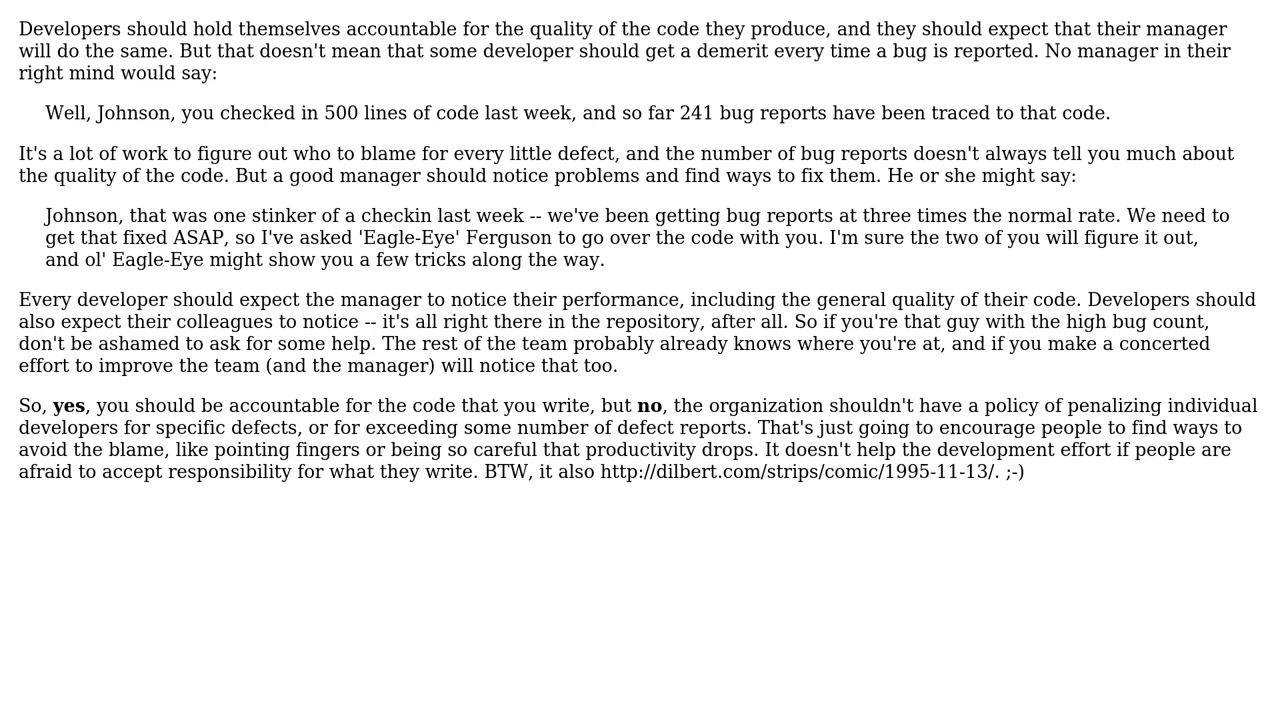 Developers should hold themselves accountable for the quality of the code they produce, and they should expect that their manager
will do the same. But that doesn't mean that some developer should get a demerit every time a bug is reported. No manager in their
right mind would say:
Well, Johnson, you checked in 500 lines of code last week, and so far 241 bug reports have been traced to that code.
It's a lot of work to figure out who to blame for every little defect, and the number of bug reports doesn't always tell you much about
the quality of the code. But a good manager should notice problems and find ways to fix them. He or she might say:
Johnson, that was one stinker of a checkin last week -- we've been getting bug reports at three times the normal rate. We need to
get that fixed ASAP, so I've asked 'Eagle-Eye' Ferguson to go over the code with you. I'm sure the two of you will figure it out,
and ol' Eagle-Eye might show you a few tricks along the way.
Every developer should expect the manager to notice their performance, including the general quality of their code. Developers should
also expect their colleagues to notice -- it's all right there in the repository, after all. So if you're that guy with the high bug count,
don't be ashamed to ask for some help. The rest of the team probably already knows where you're at, and if you make a concerted
effort to improve the team (and the manager) will notice that too.
So, yes, you should be accountable for the code that you write, but no, the organization shouldn't have a policy of penalizing individual
developers for specific defects, or for exceeding some number of defect reports. That's just going to encourage people to find ways to
avoid the blame, like pointing fingers or being so careful that productivity drops. It doesn't help the development effort if people are
afraid to accept responsibility for what they write. BTW, it also http://dilbert.com/strips/comic/1995-11-13/. ;-)